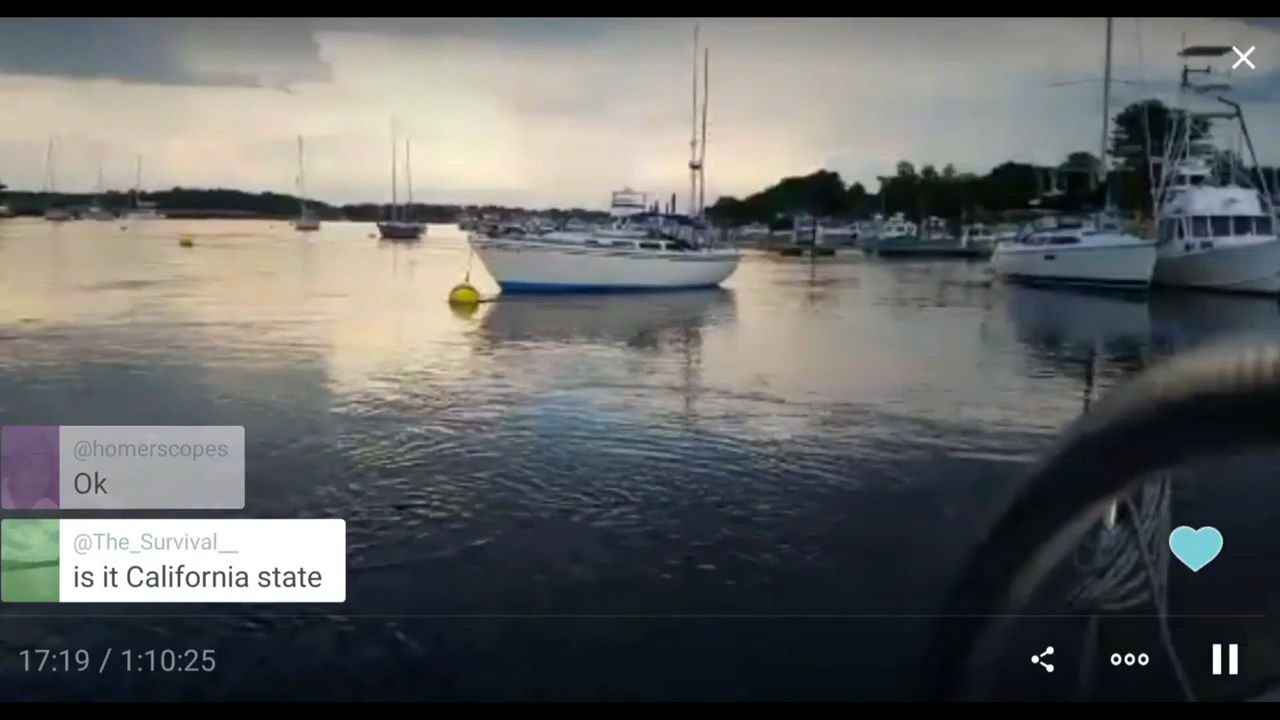 @homerscopes
Ok
@The_Survival__
is it California state
17:19 / 1:10:25